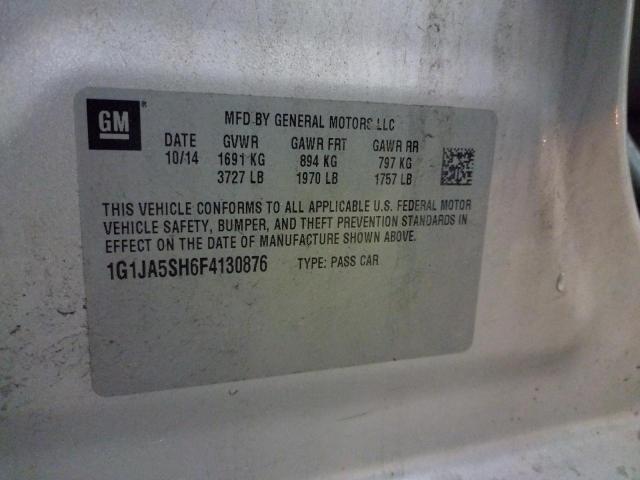 GM®
MFD BY GENERAL MOTORS LLC
DATE GVWR GAWR FRT GAWR RR
10/14 1691 KG 894 KG 797 KG
3727 LB 1970 LB 1757 LB
THIS VEHICLE CONFORMS TO ALL APPLICABLE U.S. FEDERAL MOTOR
VEHICLE SAFETY, BUMPER, AND THEFT PREVENTION STANDARDS IN
EFFECT ON THE DATE OF MANUFACTURE SHOWN ABOVE.
1G1JA5SH6F4130876 TYPE: PASS CAR